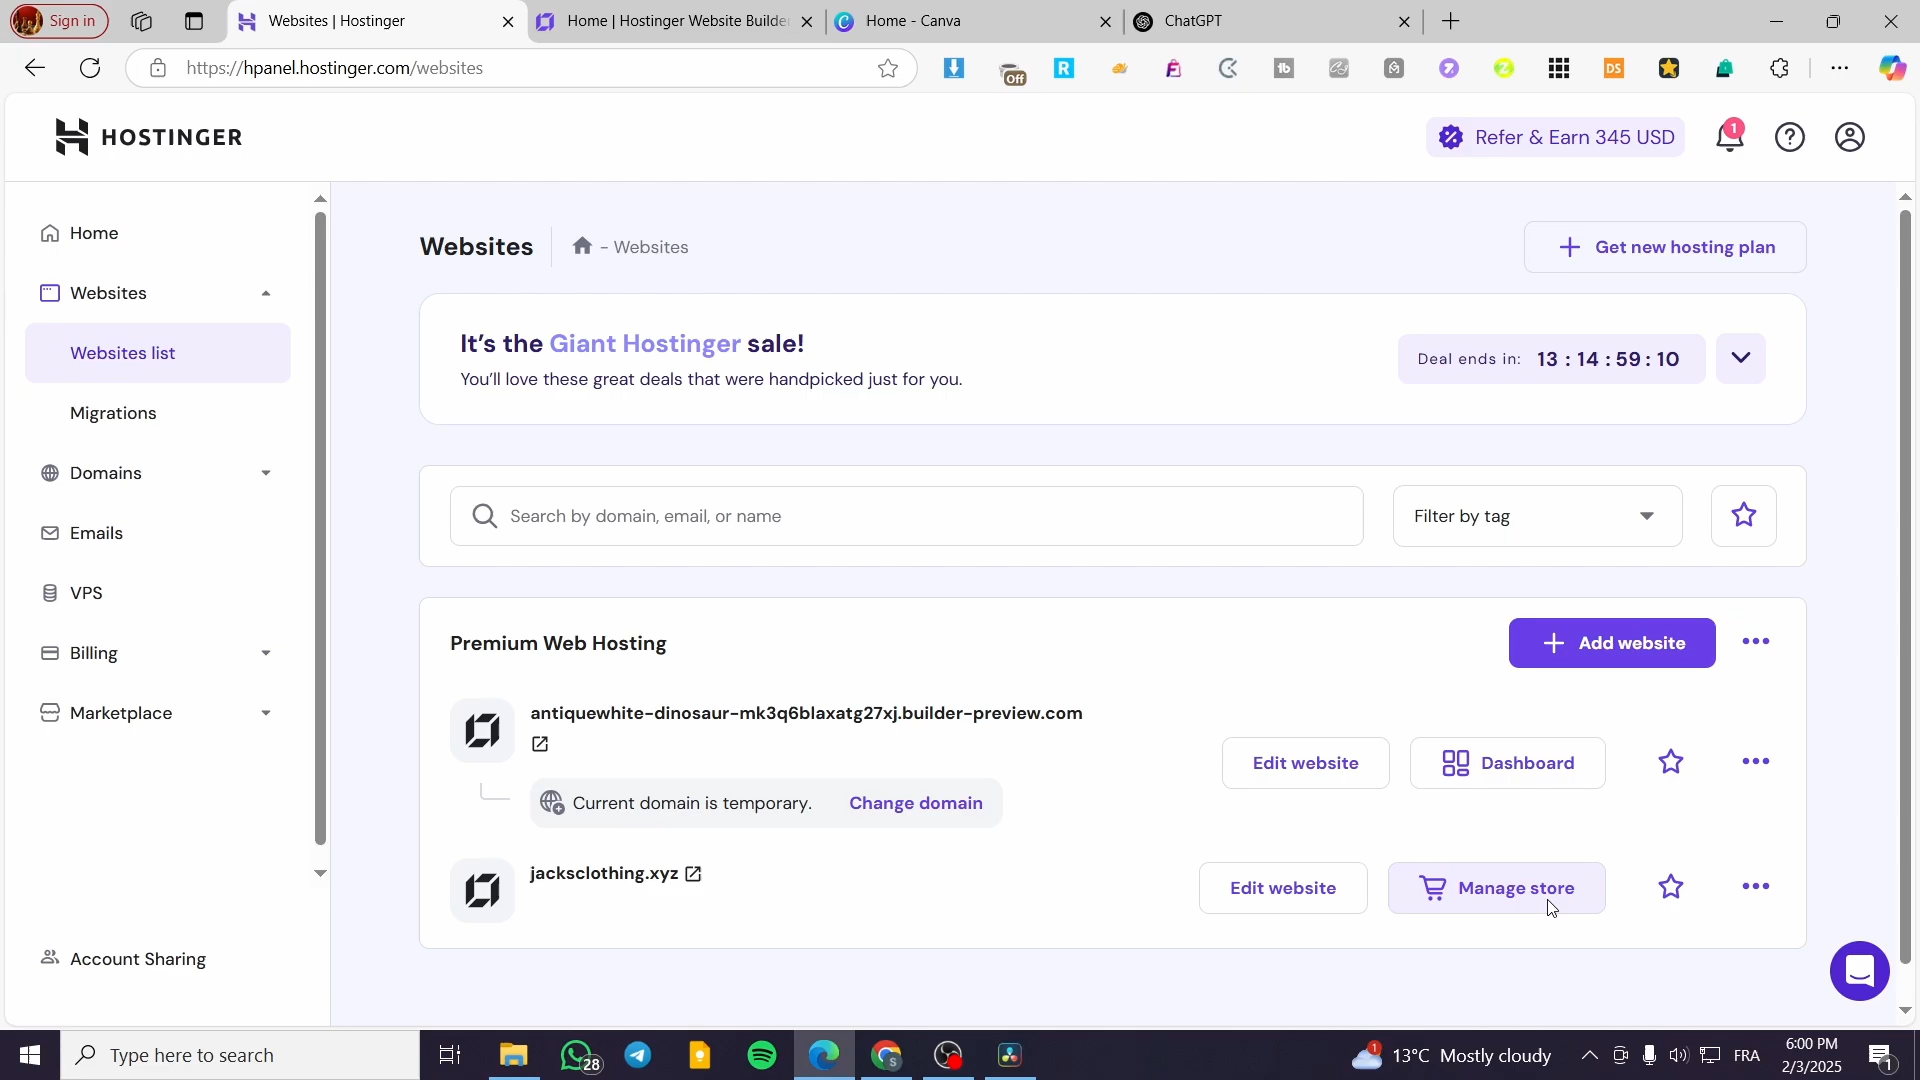 Sign in
Websites | Hostinger
Home | Hostinger Website Builde
Home - Canva
ChatGPT
https://hpanel.hostinger.com/websites
Off
DS
HOSTINGER
Refer & Earn 345 USD
1
Home
Websites
Websites list
Migrations
Domains
Emails
VPS
Billing
Marketplace
Account Sharing
Websites
- Websites
Get new hosting plan
It's the Giant Hostinger sale!
You'll love these great deals that were handpicked just for you.
Deal ends in: 13 : 14 : 59 : 10
Search by domain, email, or name
Filter by tag
Premium Web Hosting
Add website
antiquewhite-dinosaur-mk3q6blaxatg27xj.builder-preview.com
Edit website
Dashboard
Current domain is temporary. Change domain
jacksclothing.xyz
Edit website
Manage store
Type here to search
28
1
13°C Mostly cloudy
FRA
6:00 PM
2/3/2025
1